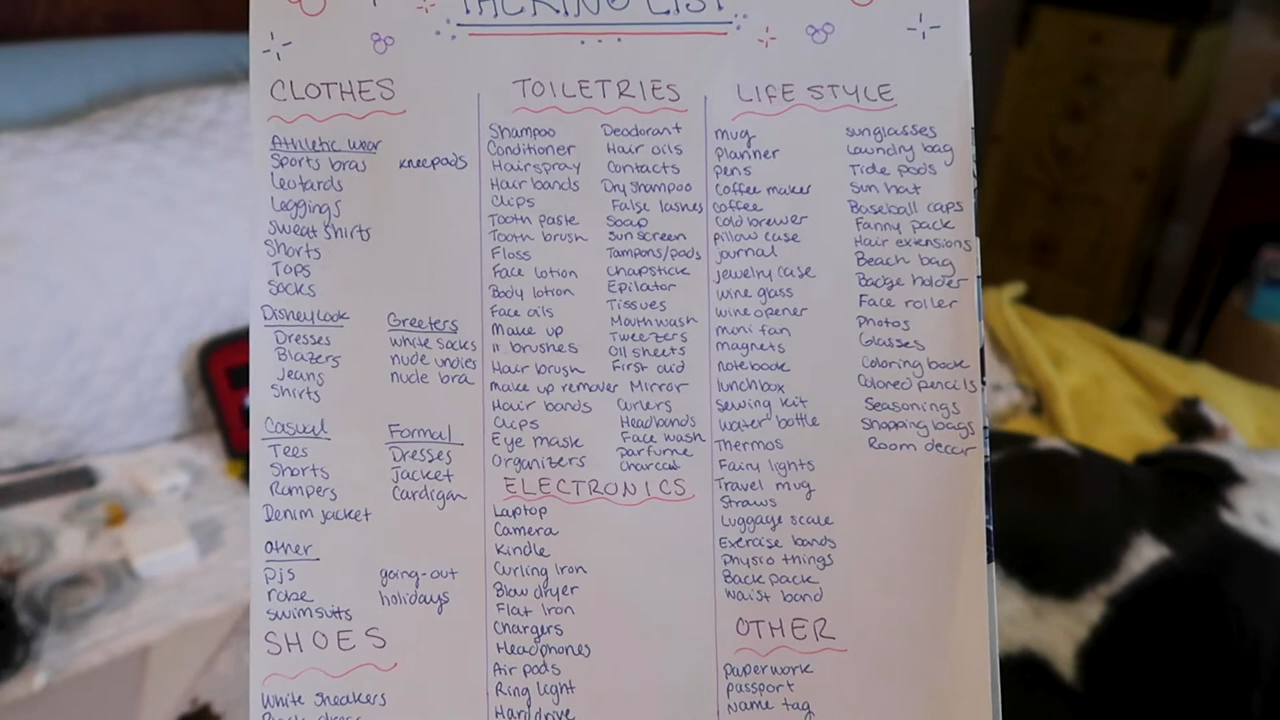 PACKING LIST
CLOTHES
Athletic wear
Sports bras kneepads
Leotards
Leggings
Sweat shirts
Shorts
Tops
Socks
Disney Look
Dresses
Blazers
Jeans
Shirts
Greeters
white socks
nude undies
nude bra
Casual
Tees
Shorts
Rompers
Denim jacket
Formal
Dresses
Jacket
Cardigan
Other
pjs going-out
robe holidays
swimsuits
SHOES
White Sneakers
TOILETRIES
Shampoo
Conditioner
Hairspray
Hair bands
Clips
Tooth paste
Tooth brush
Floss
Face lotion
Body lotion
Face oils
Make up
" brushes
Hair brush
make up remover
Hair bands
Clips
Eye mask
Organizers
Deodorant
Hair oils
Contacts
Dry shampoo
False lashes
Soap
Sunscreen
Tampons/pads
Chapstick
Epilator
Tissues
Mouthwash
Tweezers
Oil sheets
First aid
Mirror
Curlers
Headbands
Face wash
parfume
Charcoal
ELECTRONICS
Laptop
Camera
Kindle
Curling Iron
Blow dryer
Flat Iron
Chargers
Headphones
Air pods
Ring light
Hard drive
LIFE STYLE
mug
planner
pens
coffee maker
coffee
cold brewer
pillow case
journal
jewelry case
wine glass
wine opener
mini fan
magnets
notebook
lunchbox
sewing kit
water bottle
Thermos
Fairy lights
Travel mug
Straws
Luggage scale
Exercise bands
Physio things
Back pack
Waist band
sunglasses
Laundry bag
Tide pods
Sun hat
Baseball caps
Fanny pack
Hair extensions
Beach bag
Badge holder
Face roller
Photos
Glasses
Coloring book
Colored pencils
Seasonings
Shopping bags
Room decor
OTHER
paperwork
passport
Name tag